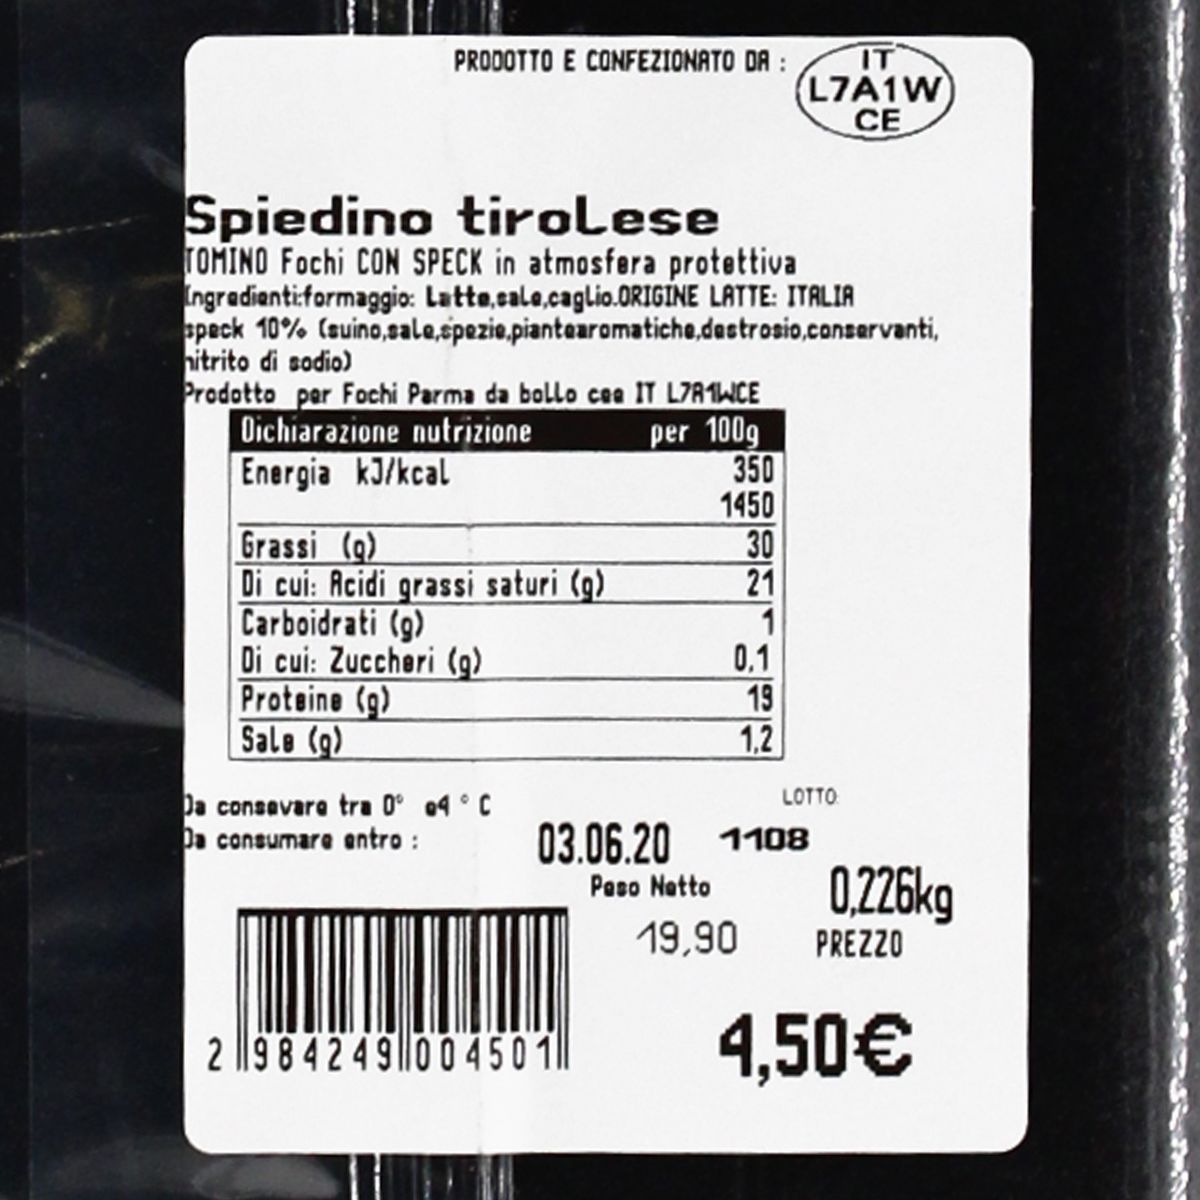 PRODOTTO E CONFEZIONATO DA :
IT
L7A1W
CE
Spiedino tirolese
TOMINO Fochi CON SPECK in atmosfera protettiva
Ingredienti:formaggio: Latte,sale,caglio.ORIGINE LATTE: ITALIA
speck 10% (suino,sale,spezie,piantearomatiche,destrosio,conservanti,
nitrito di sodio)
Prodotto per Fochi Parma da bollo cee IT L7A1WCE
Dichiarazione nutrizione per 100g
Energia kJ/kcal 350
1450
Grassi (g) 30
Di cui: Acidi grassi saturi (g) 21
Carboidrati (g) 1
Di cui: Zuccheri (g) 0,1
Proteine (g) 19
Sale (g) 1,2
Da consevare tra 0° e4 ° C
LOTTO:
Da consumare entro : 03.06.20 1108
Peso Netto 0,226kg
19,90 PREZZO
4,50€
2 984249 004501